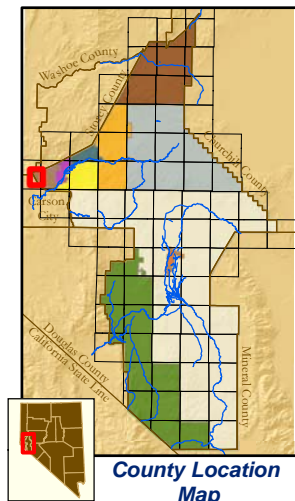 Washoe County
Storey County
Churchill County
Carson
City
Douglas County
California State Line
Mineral County
County Location
Map